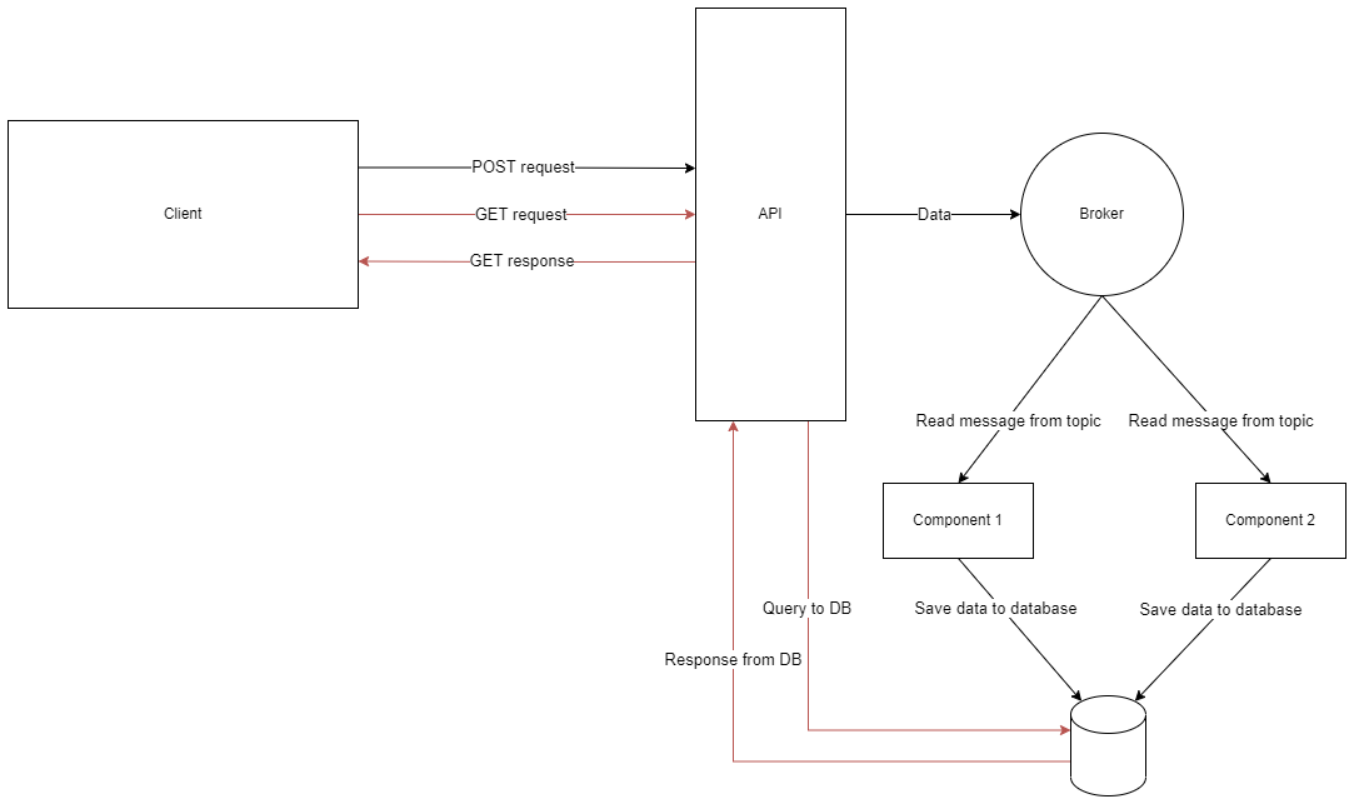 POST request
Client
GET request
API
Data
Broker
GET response
Read message from topic
Read message from topic
Component 1
Component 2
Query to DB
Save data to database
Save data to database
Response from DB